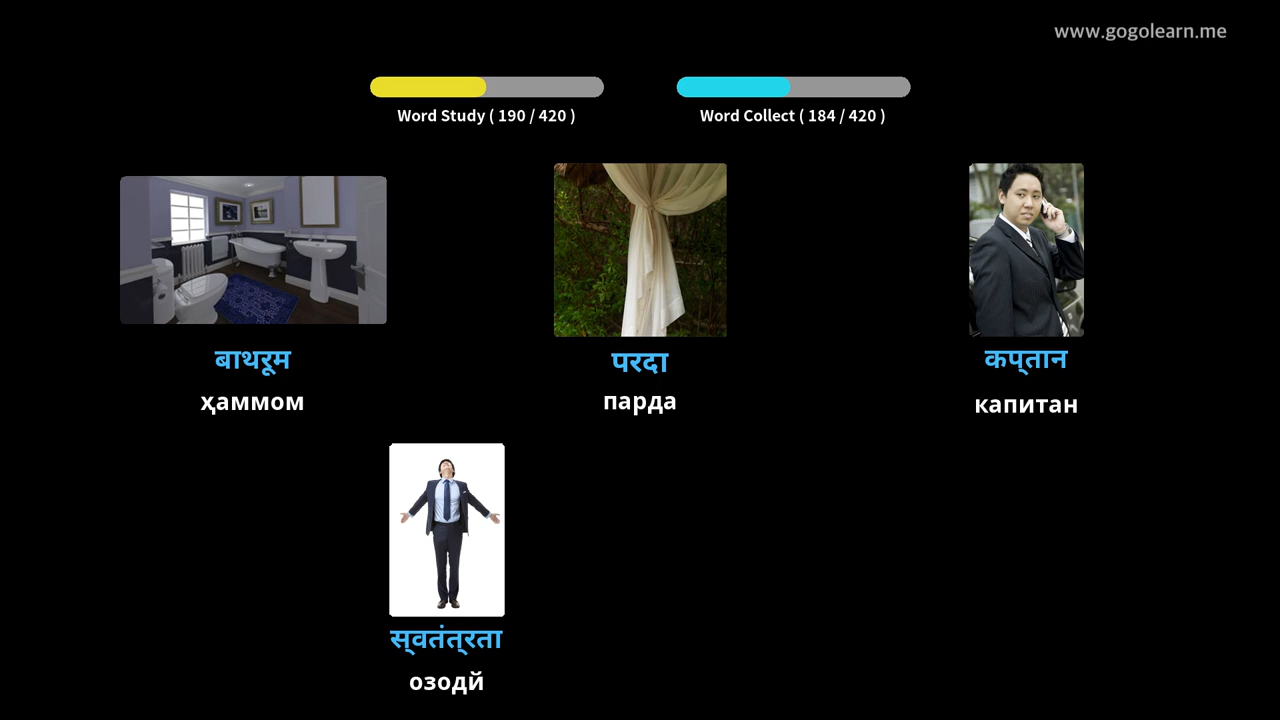 www.gogolearn.me
Word Study ( 190 / 420 )
Word Collect ( 184 / 420 )
बाथरूम
ҳаммом
परदा
парда
कप्तान
капитан
स्वतंत्रता
озодй